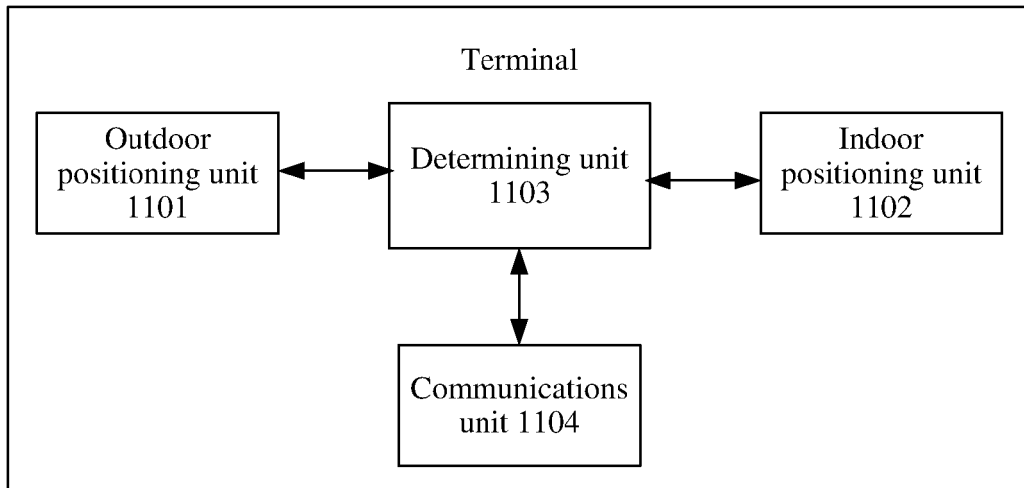 Terminal
Outdoor
positioning unit
1101
Determining unit
1103
Indoor
positioning unit
1102
Communications
unit 1104